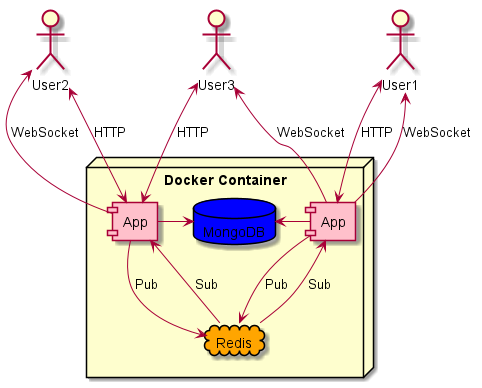 User2
User3
User1
WebSocket
HTTP
HTTP
WebSocket
HTTP
WebSocket
Docker Container
App
MongoDB
App
Pub
Sub
Pub
Sub
Redis